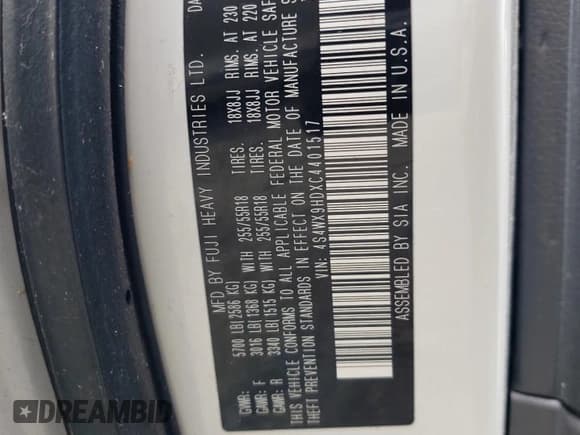 MFD BY FUJI HEAVY INDUSTRIES LTD. DA
GVWR: 5700 LB(2586 KG) WITH 255/55R18 TIRES. 18X8JJ RIMS. AT 230
GAWR: F 3016 LB(1368 KG) WITH 255/55R18 TIRES. 18X8JJ RIMS. AT 220
GAWR: R 3340 LB(1515 KG)
THIS VEHICLE CONFORMS TO ALL APPLICABLE FEDERAL MOTOR VEHICLE SAF
THEFT PREVENTION STANDARDS IN EFFECT ON THE DATE OF MANUFACTURE S
VIN: 4S4WX9HDXC4401517
ASSEMBLED BY SIA INC. MADE IN U.S.A.
DREAMBID